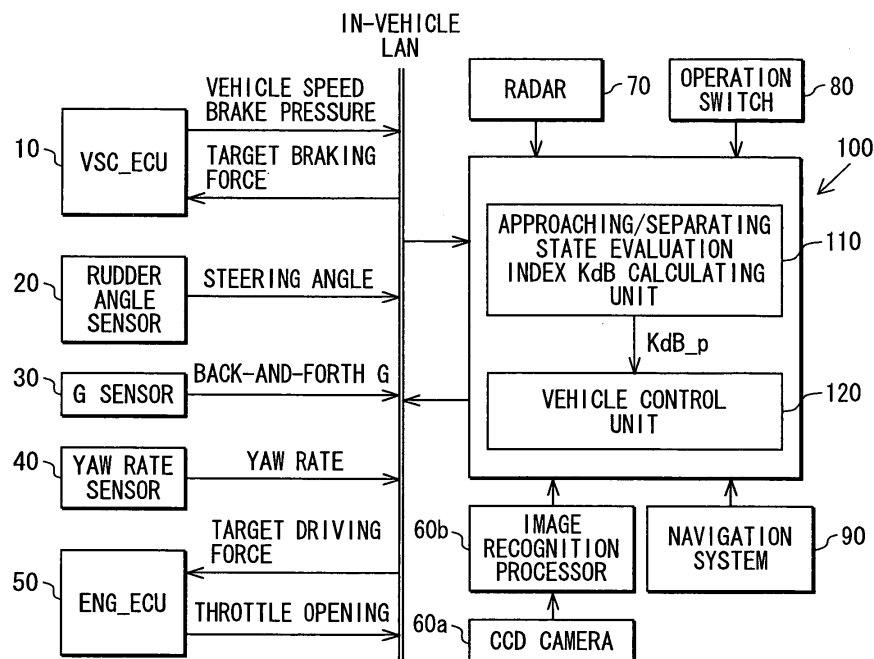 IN-VEHICLE
LAN
VEHICLE SPEED
BRAKE PRESSURE
10
VSC_ECU
TARGET BRAKING
FORCE
20
RUDDER
ANGLE
SENSOR
STEERING ANGLE
30
G SENSOR
BACK-AND-FORTH G
40
YAW RATE
SENSOR
YAW RATE
TARGET DRIVING
FORCE
50
ENG_ECU
THROTTLE OPENING
RADAR
70
OPERATION
SWITCH
80
100
APPROACHING/SEPARATING
STATE EVALUATION
INDEX KdB CALCULATING
UNIT
110
KdB_p
VEHICLE CONTROL
UNIT
120
60b
IMAGE
RECOGNITION
PROCESSOR
NAVIGATION
SYSTEM
90
60a
CCD CAMERA